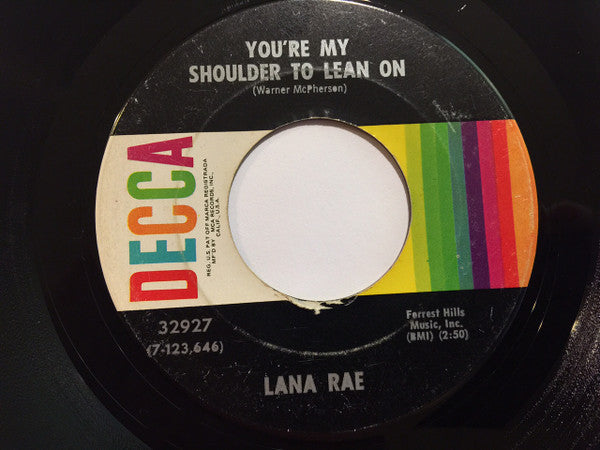 YOU'RE MY
SHOULDER TO LEAN ON
(Warner McPherson)
DECCA
REG. U.S. PAT OFF MARCA REGISTRADA
MF'D BY MCA RECORDS, INC.,
CALIF., U.S.A.
32927
(7-123,646)
Forrest Hills
Music, Inc.
(BMI) (2:50)
LANA RAE